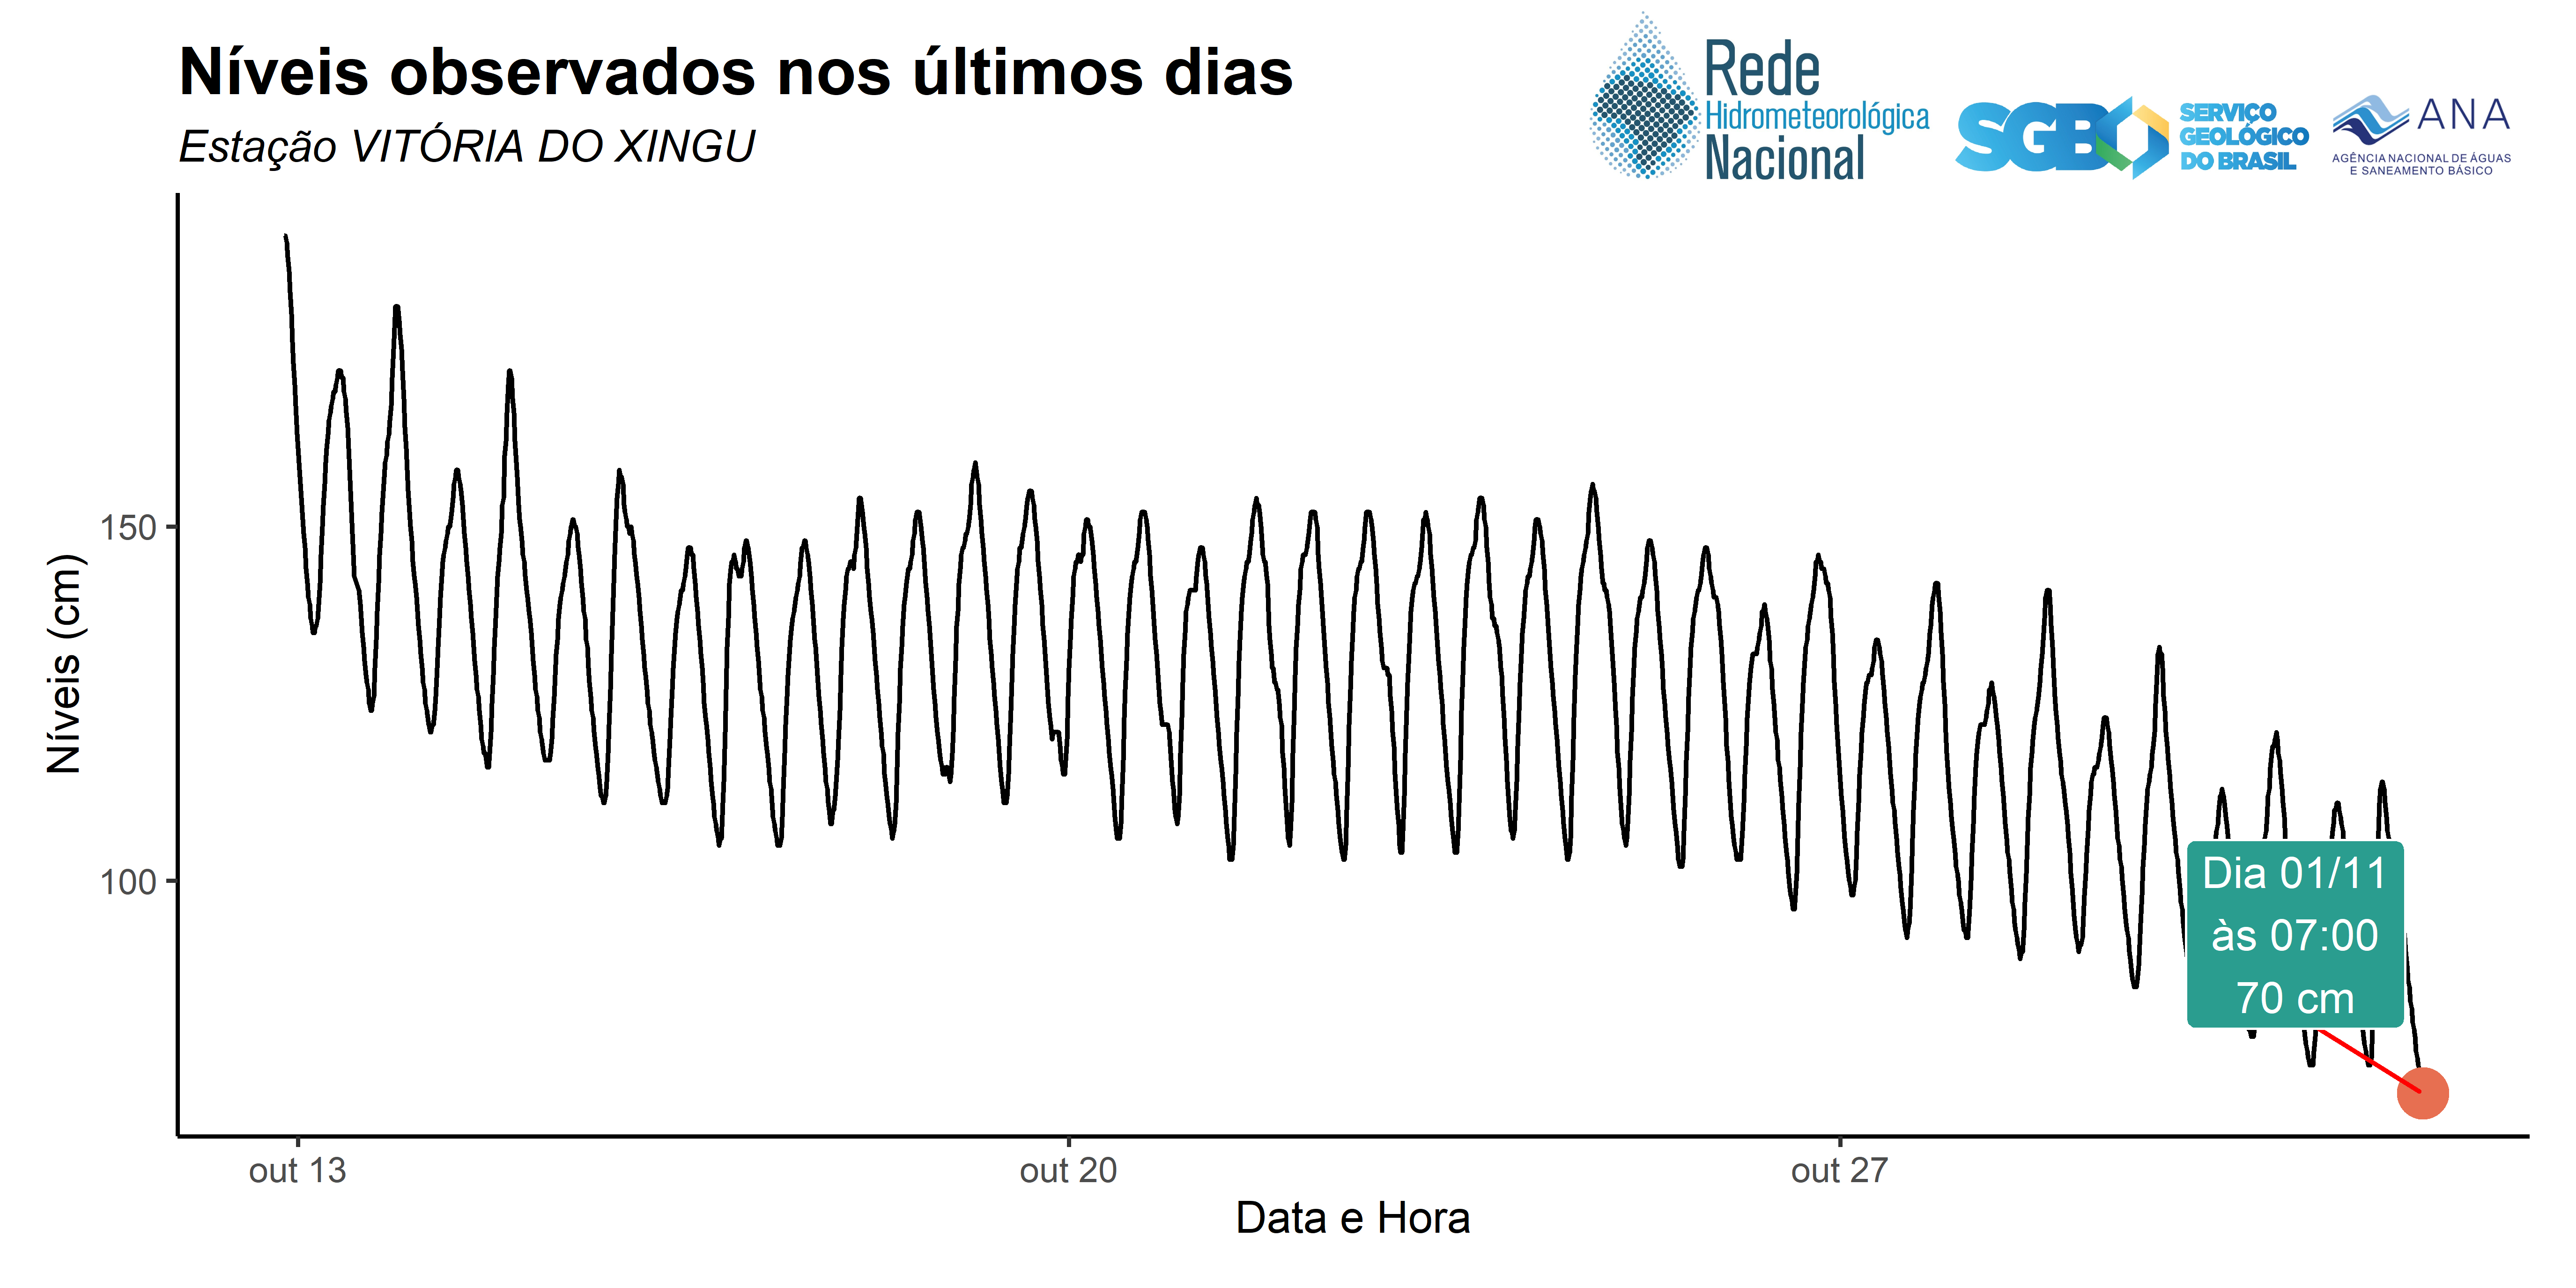 Níveis observados nos últimos dias
Estação VITÓRIA DO XINGU
Rede
Hidrometeorológica
Nacional
SGB
SERVIÇO
GEOLÓGICO
DO BRASIL
ANA
AGÊNCIA NACIONAL DE ÁGUAS
E SANEAMENTO BÁSICO
Níveis (cm)
150
100
Dia 01/11
às 07:00
70 cm
out 13
out 20
out 27
Data e Hora